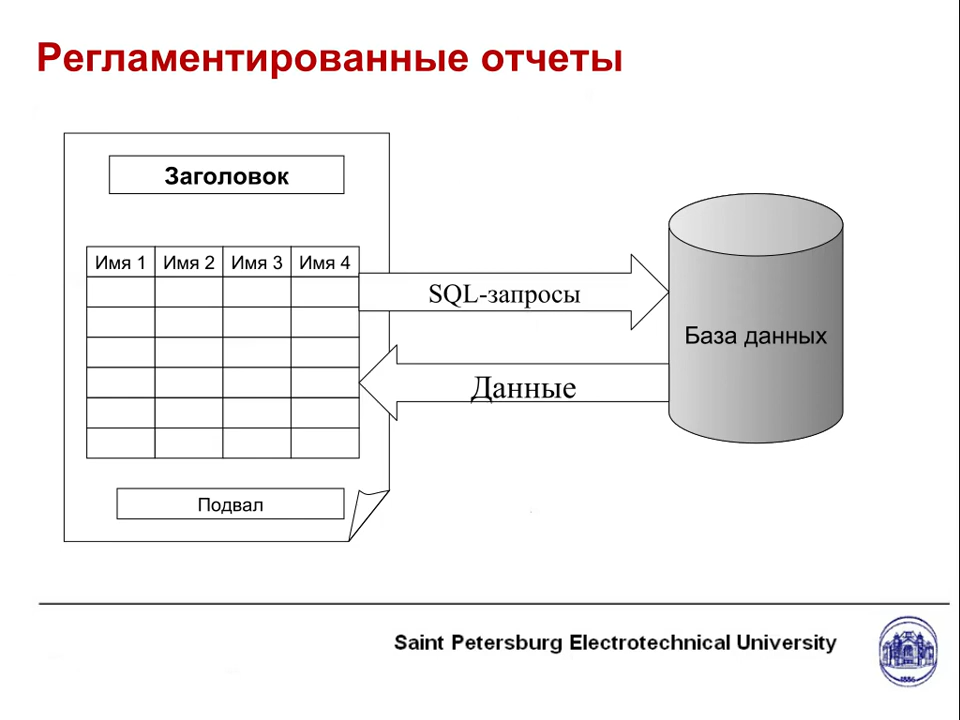 Регламентированные отчеты
Заголовок
Имя 1 Имя 2 Имя 3 Имя 4
SQL-запросы
База данных
Данные
Подвал
Saint Petersburg Electrotechnical University
1886